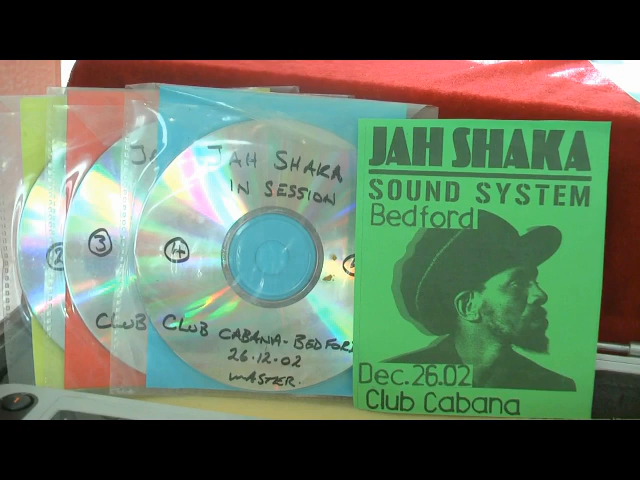 2
3
JA
CLUB
JAH SHAKA
IN SESSION
4
CLUB CABANA-BEDFORD
26.12.02
MASTER.
JAH SHAKA
SOUND SYSTEM
Bedford
Dec.26.02
Club Cabana